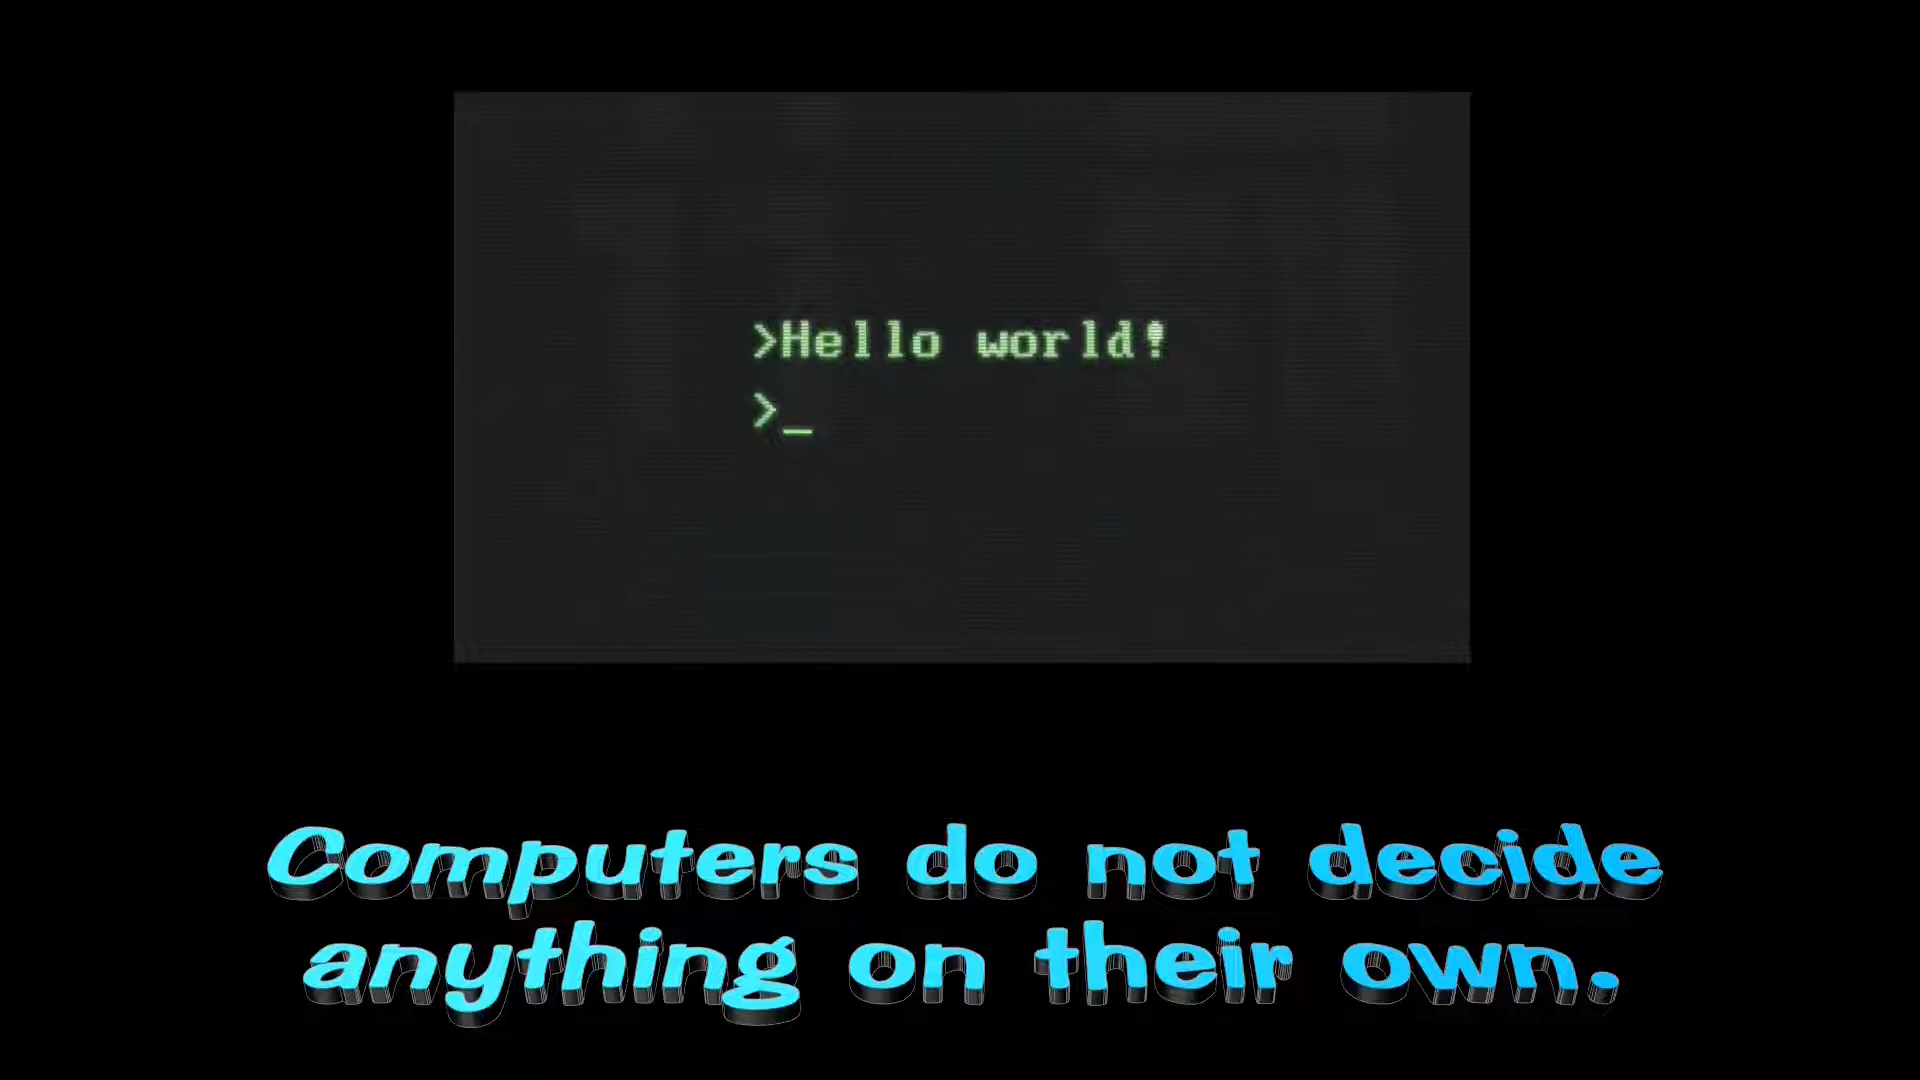 >Hello world!
>_
Computers do not decide
anything on their own.